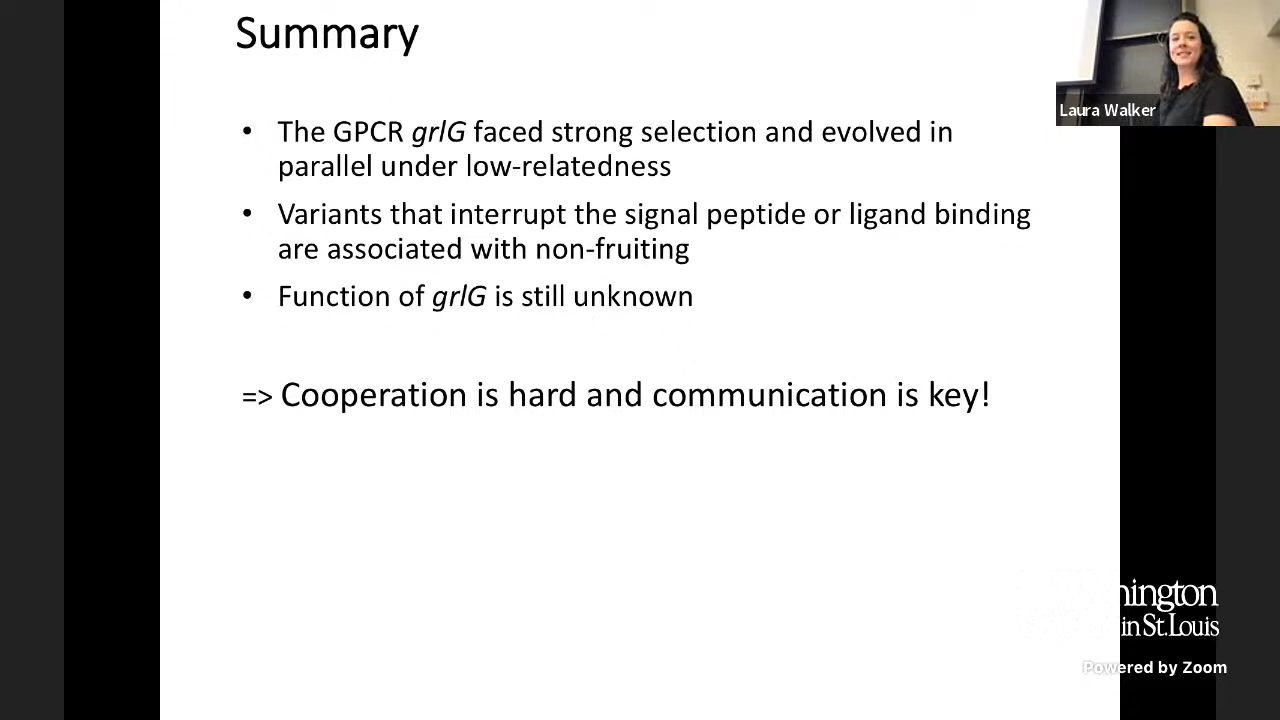 Summary
Laura Walker
• The GPCR grlG faced strong selection and evolved in
parallel under low-relatedness
• Variants that interrupt the signal peptide or ligand binding
are associated with non-fruiting
• Function of grlG is still unknown
=> Cooperation is hard and communication is key!
nington
in St. Louis
Powered by Zoom